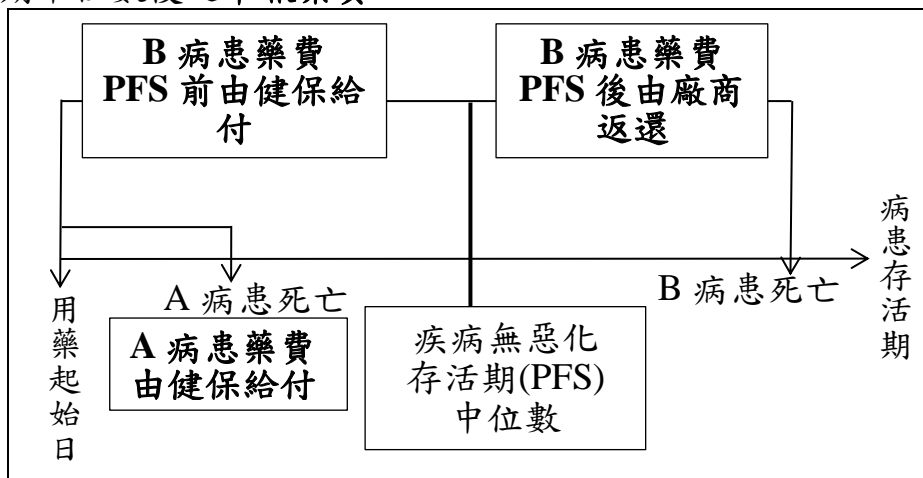 B 病患藥費
PFS 前由健保給
付
B 病患藥費
PFS 後由廠商
返還
病患存活期
A 病患死亡
B 病患死亡
用藥起始日
A 病患藥費
由健保給付
疾病無惡化
存活期(PFS)
中位數